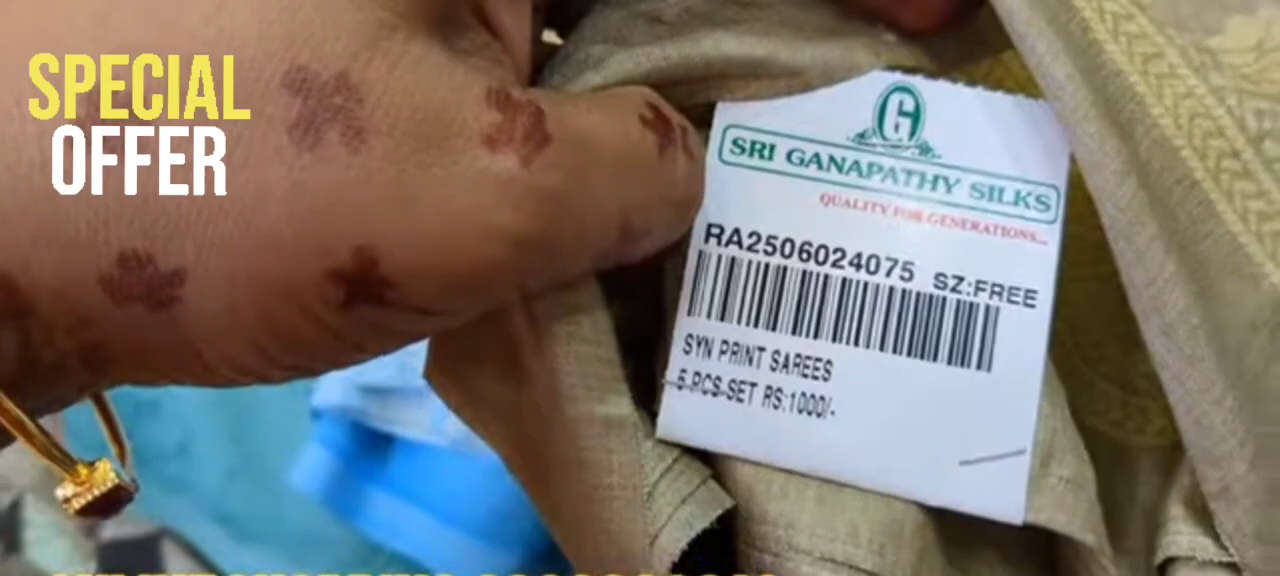 SPECIAL
OFFER
G
SRI GANAPATHY SILKS
QUALITY FOR GENERATIONS...
RA2506024075 SZ:FREE
SYN PRINT SAREES
5 PCS-SET RS:1000/-